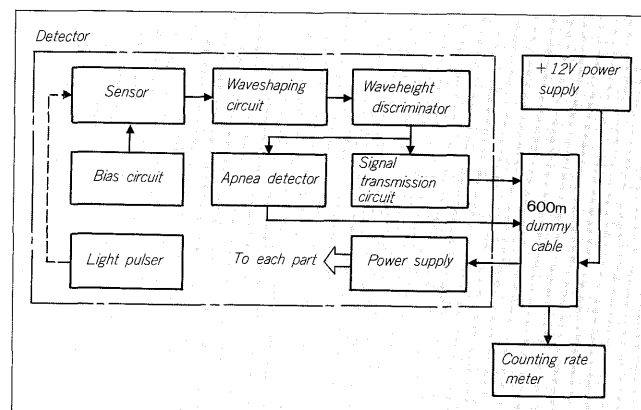 Detector
Sensor
Waveshaping
circuit
Waveheight
discriminator
+12V power
supply
Bias circuit
Apnea detector
Signal
transmission
circuit
600m
dummy
cable
Light pulser
To each part
Power supply
Counting rate
meter